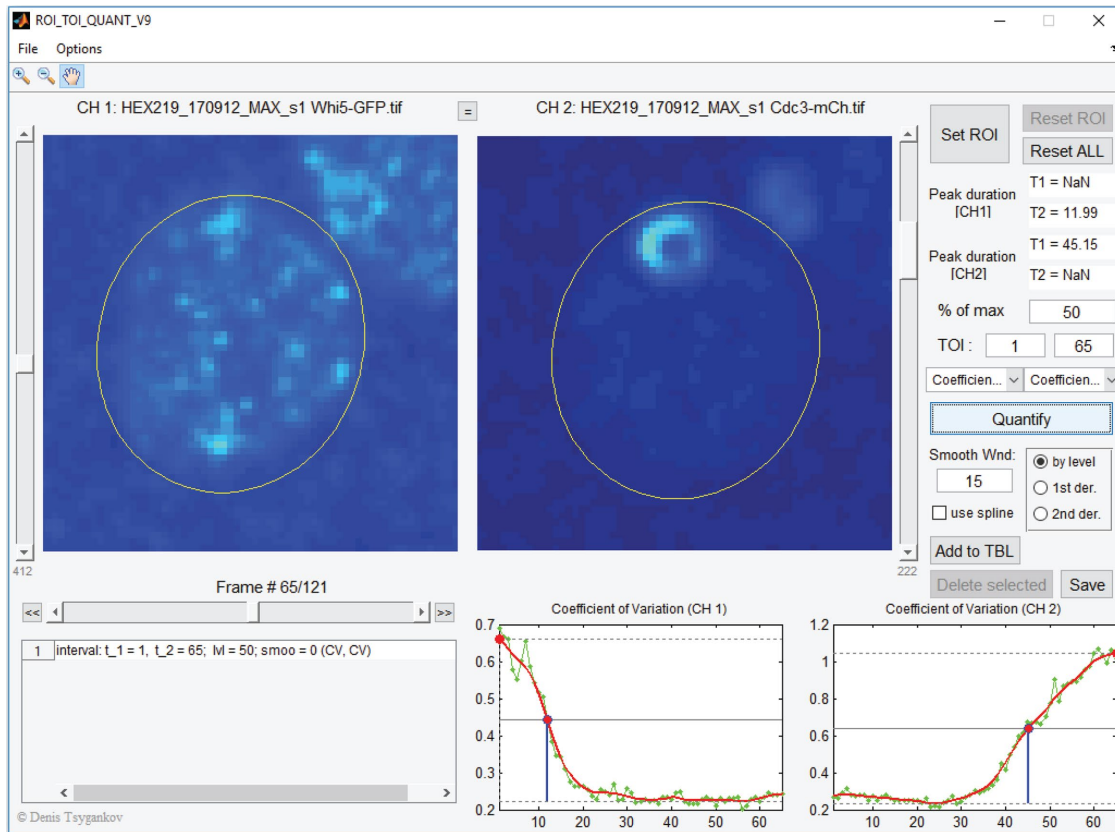 ROI_TOI_QUANT_V9
File Options
CH 1: HEX219_170912_MAX_s1 Whi5-GFP.tif
=
CH 2: HEX219_170912_MAX_s1 Cdc3-mCh.tif
Set ROI
Reset ROI
Reset ALL
Peak duration
[CH1]
T1 = NaN
T2 = 11.99
Peak duration
[CH2]
T1 = 45.15
T2 = NaN
% of max
50
TOI :
1
65
Coefficien...
Coefficien...
Quantify
Smooth Wnd:
15
use spline
by level
1st der.
2nd der.
Add to TBL
Delete selected
Save
412
222
Frame # 65/121
<<
>>
1 interval: t_1 = 1, t_2 = 65; lvl = 50; smoo = 0 (CV, CV)
Coefficient of Variation (CH 1)
0.7
0.6
0.5
0.4
0.3
0.2
10 20 30 40 50 60
Coefficient of Variation (CH 2)
1.2
1
0.8
0.6
0.4
0.2
10 20 30 40 50 60
© Denis Tsygankov